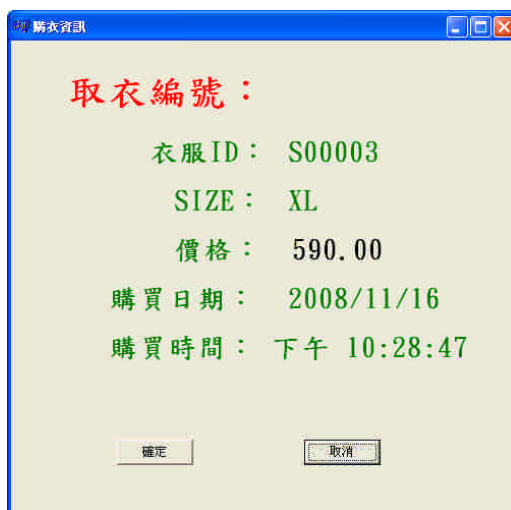 購衣資訊
取衣編號：
衣服ID： S00003
SIZE： XL
價格： 590.00
購買日期： 2008/11/16
購買時間： 下午 10:28:47
確定 取消